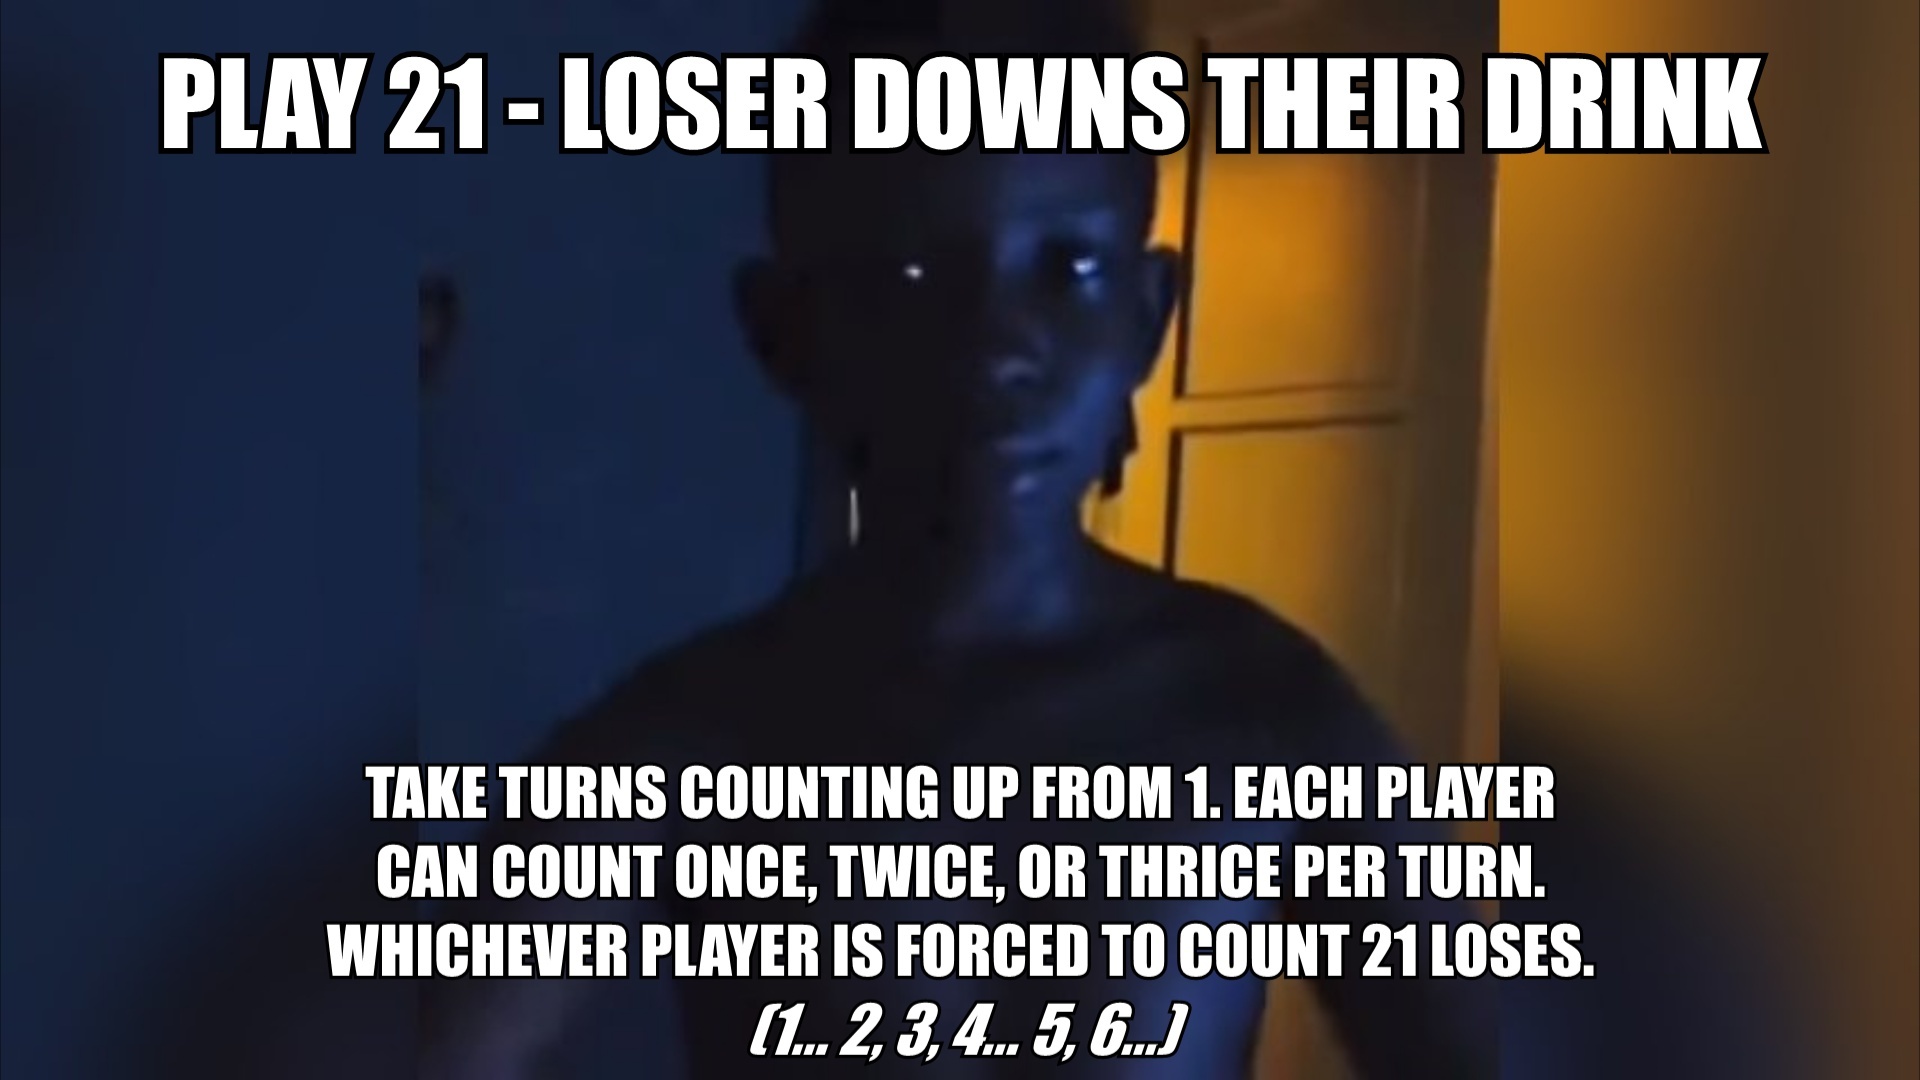 PLAY 21 - LOSER DOWNS THEIR DRINK
TAKE TURNS COUNTING UP FROM 1. EACH PLAYER
CAN COUNT ONCE, TWICE, OR THRICE PER TURN.
WHICHEVER PLAYER IS FORCED TO COUNT 21 LOSES.
(1... 2, 3, 4... 5, 6...)